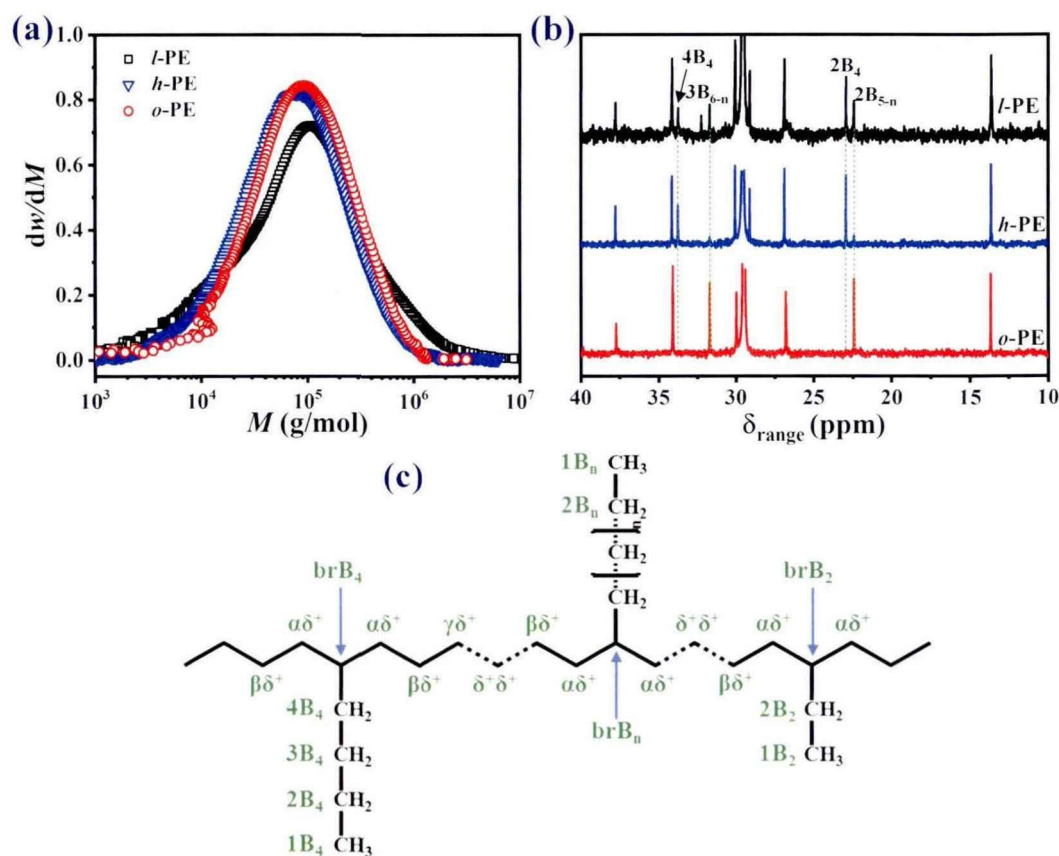 (a)
1.0
0.8
0.6
0.4
0.2
0.0
dw/dM
l-PE
h-PE
o-PE
10³ 10⁴ 10⁵ 10⁶ 10⁷
M (g/mol)
(b)
4B₄
3B₆₋ₙ
2B₄
2B₅₋ₙ
l-PE
h-PE
o-PE
40 35 30 25 20 15 10
δrange (ppm)
(c)
1Bₙ CH₃
2Bₙ CH₂
n
CH₂
CH₂
brB₄ brB₂
αδ⁺ αδ⁺ γδ⁺ βδ⁺ δ⁺δ⁺ αδ⁺ αδ⁺
βδ⁺ βδ⁺ δ⁺δ⁺ αδ⁺ αδ⁺ βδ⁺
brBₙ
4B₄ CH₂ 2B₂ CH₂
3B₄ CH₂ 1B₂ CH₃
2B₄ CH₂
1B₄ CH₃